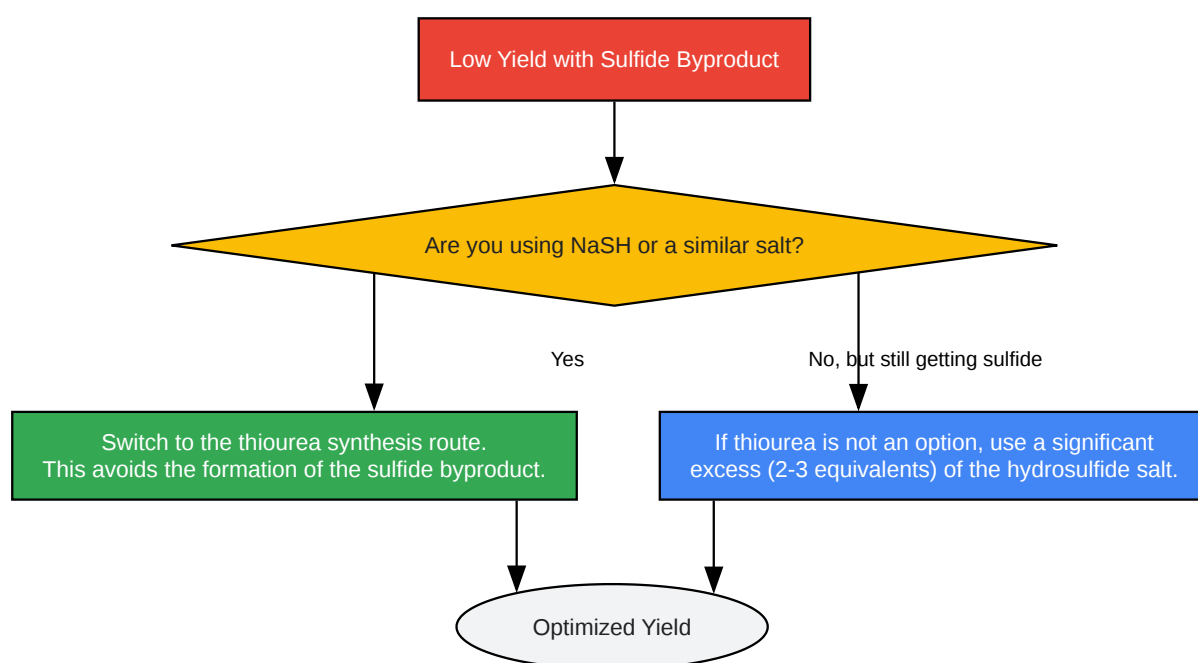 Low Yield with Sulfide Byproduct
Are you using NaSH or a similar salt?
Yes
No, but still getting sulfide
Switch to the thiourea synthesis route.
This avoids the formation of the sulfide byproduct.
If thiourea is not an option, use a significant
excess (2-3 equivalents) of the hydrosulfide salt.
Optimized Yield